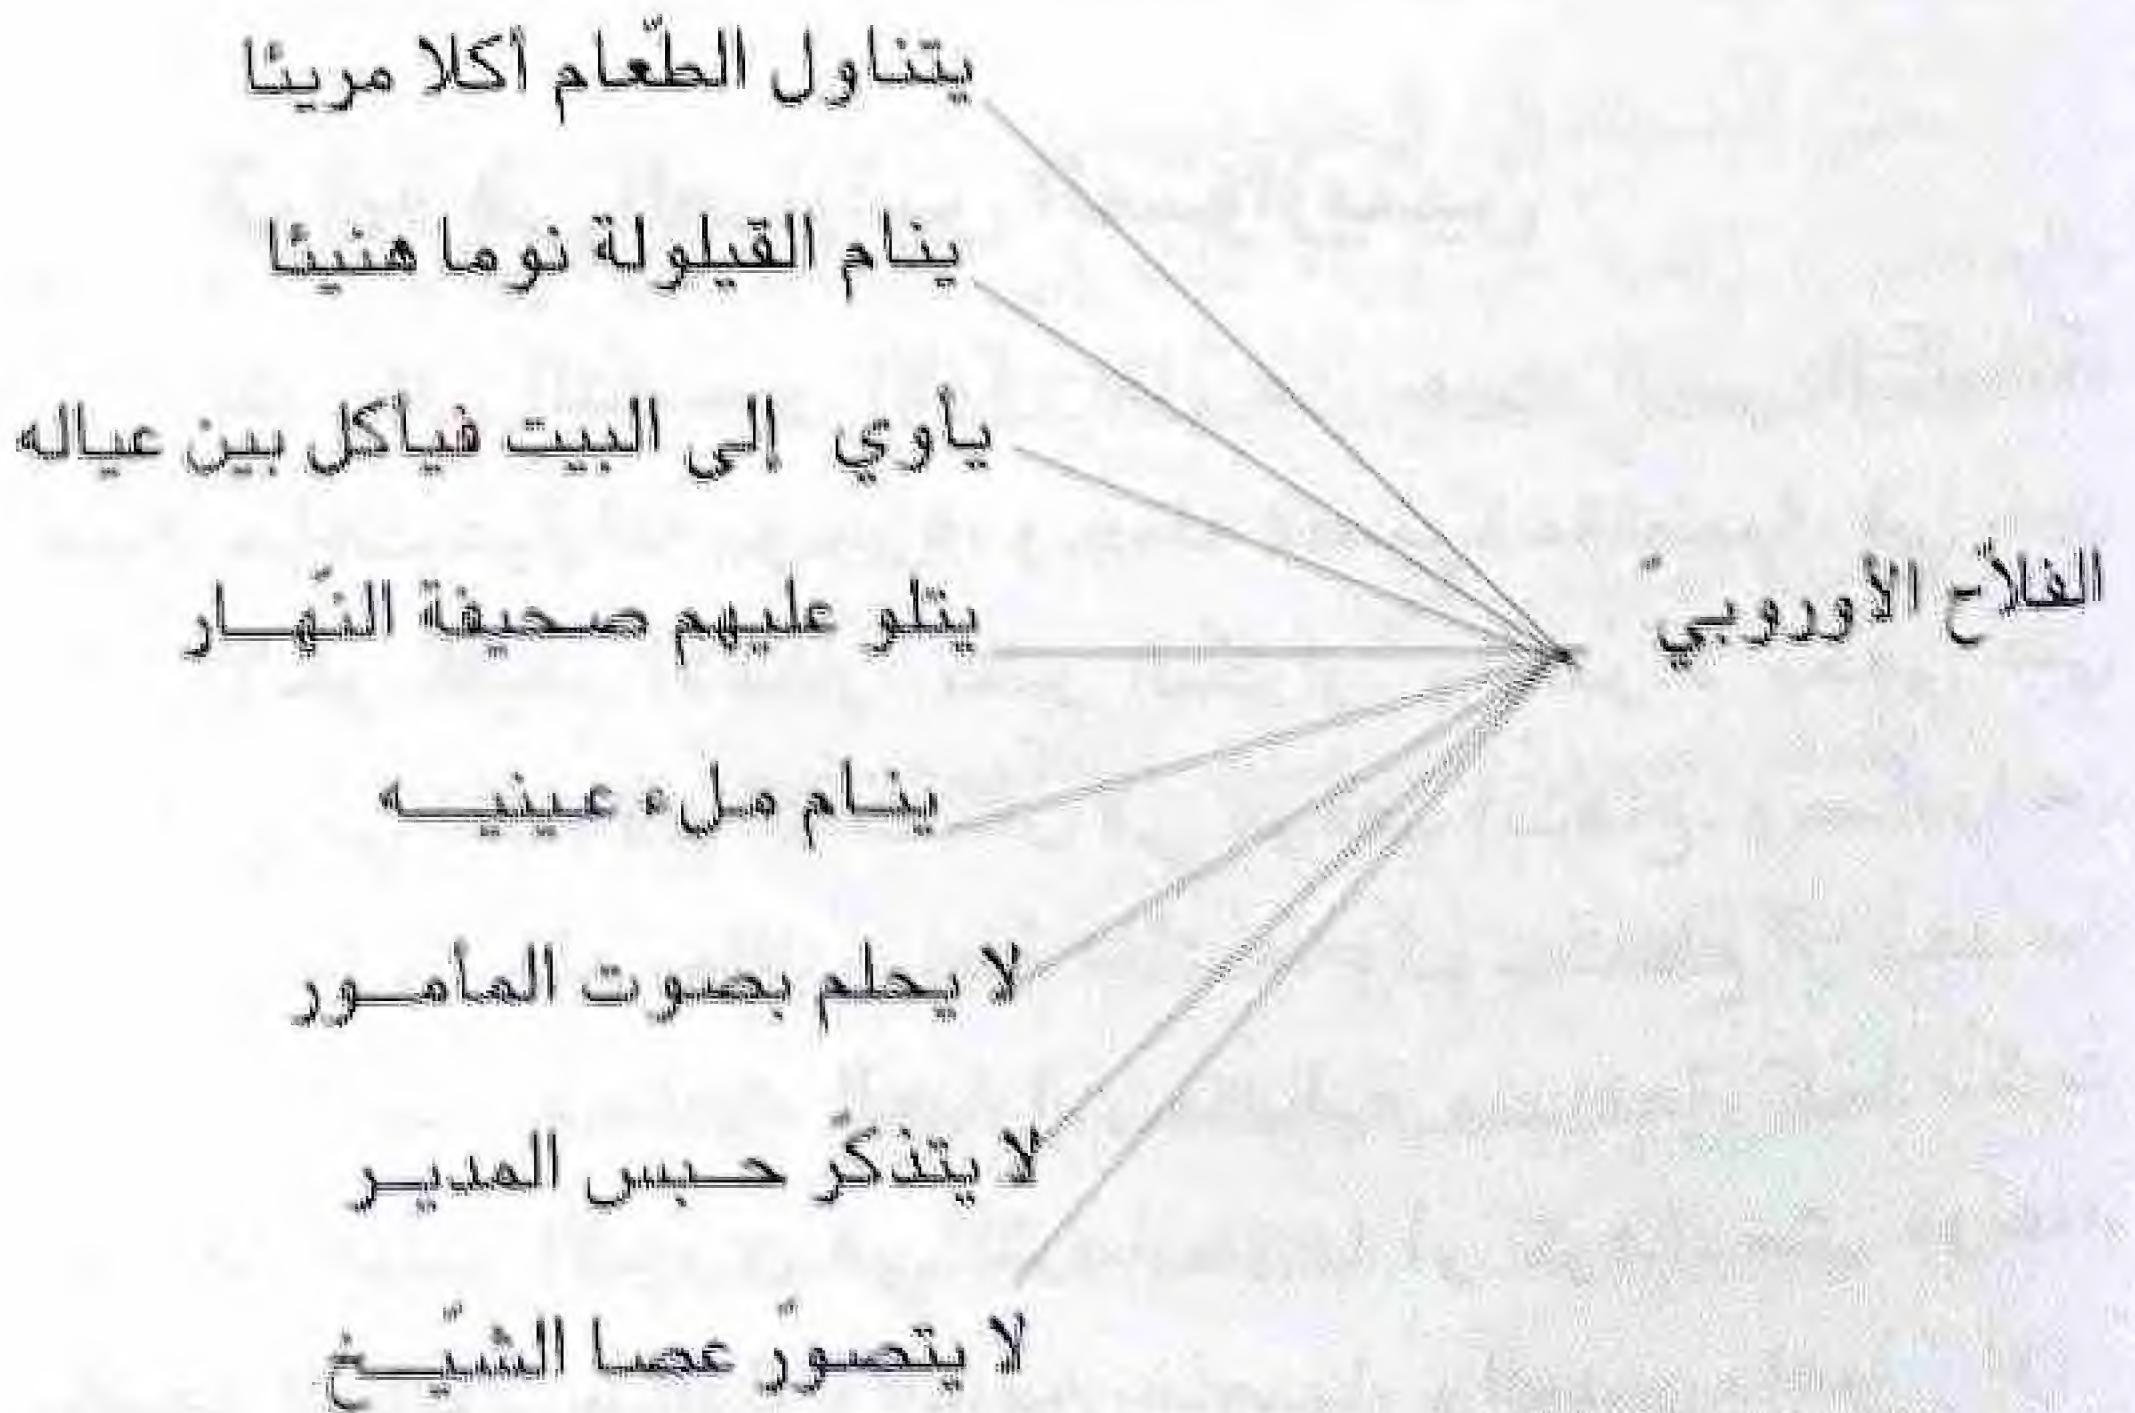 يتناول الطّعام أكلا مريئا
ينام القيلولة نوما هنيئا
يأوي إلى البيت فيأكل بين عياله
الفلاّح الأوروبيّ
يتلو عليهم صحيفة النّهار
ينام ملء عينيه
لا يحلم بصوت المأمور
لا يتذكّر حبس المدير
لا يتصوّر عصا الشّيخ